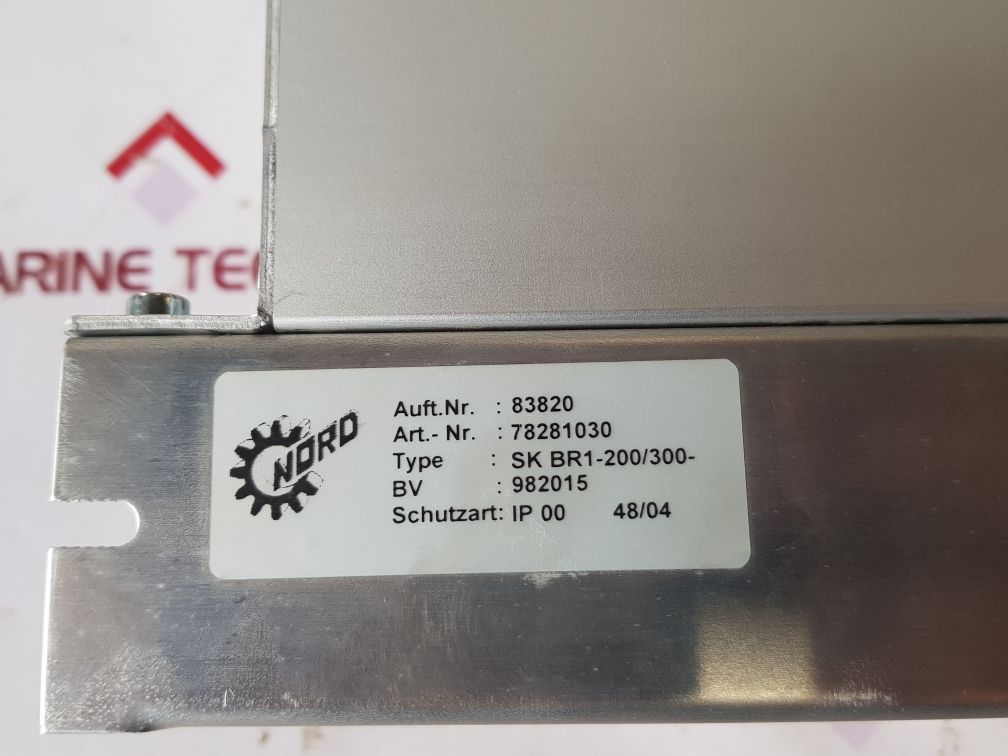 ARINE TEC
NORD
Auft.Nr. : 83820
Art.- Nr. : 78281030
Type : SK BR1-200/300-
BV : 982015
Schutzart: IP 00 48/04